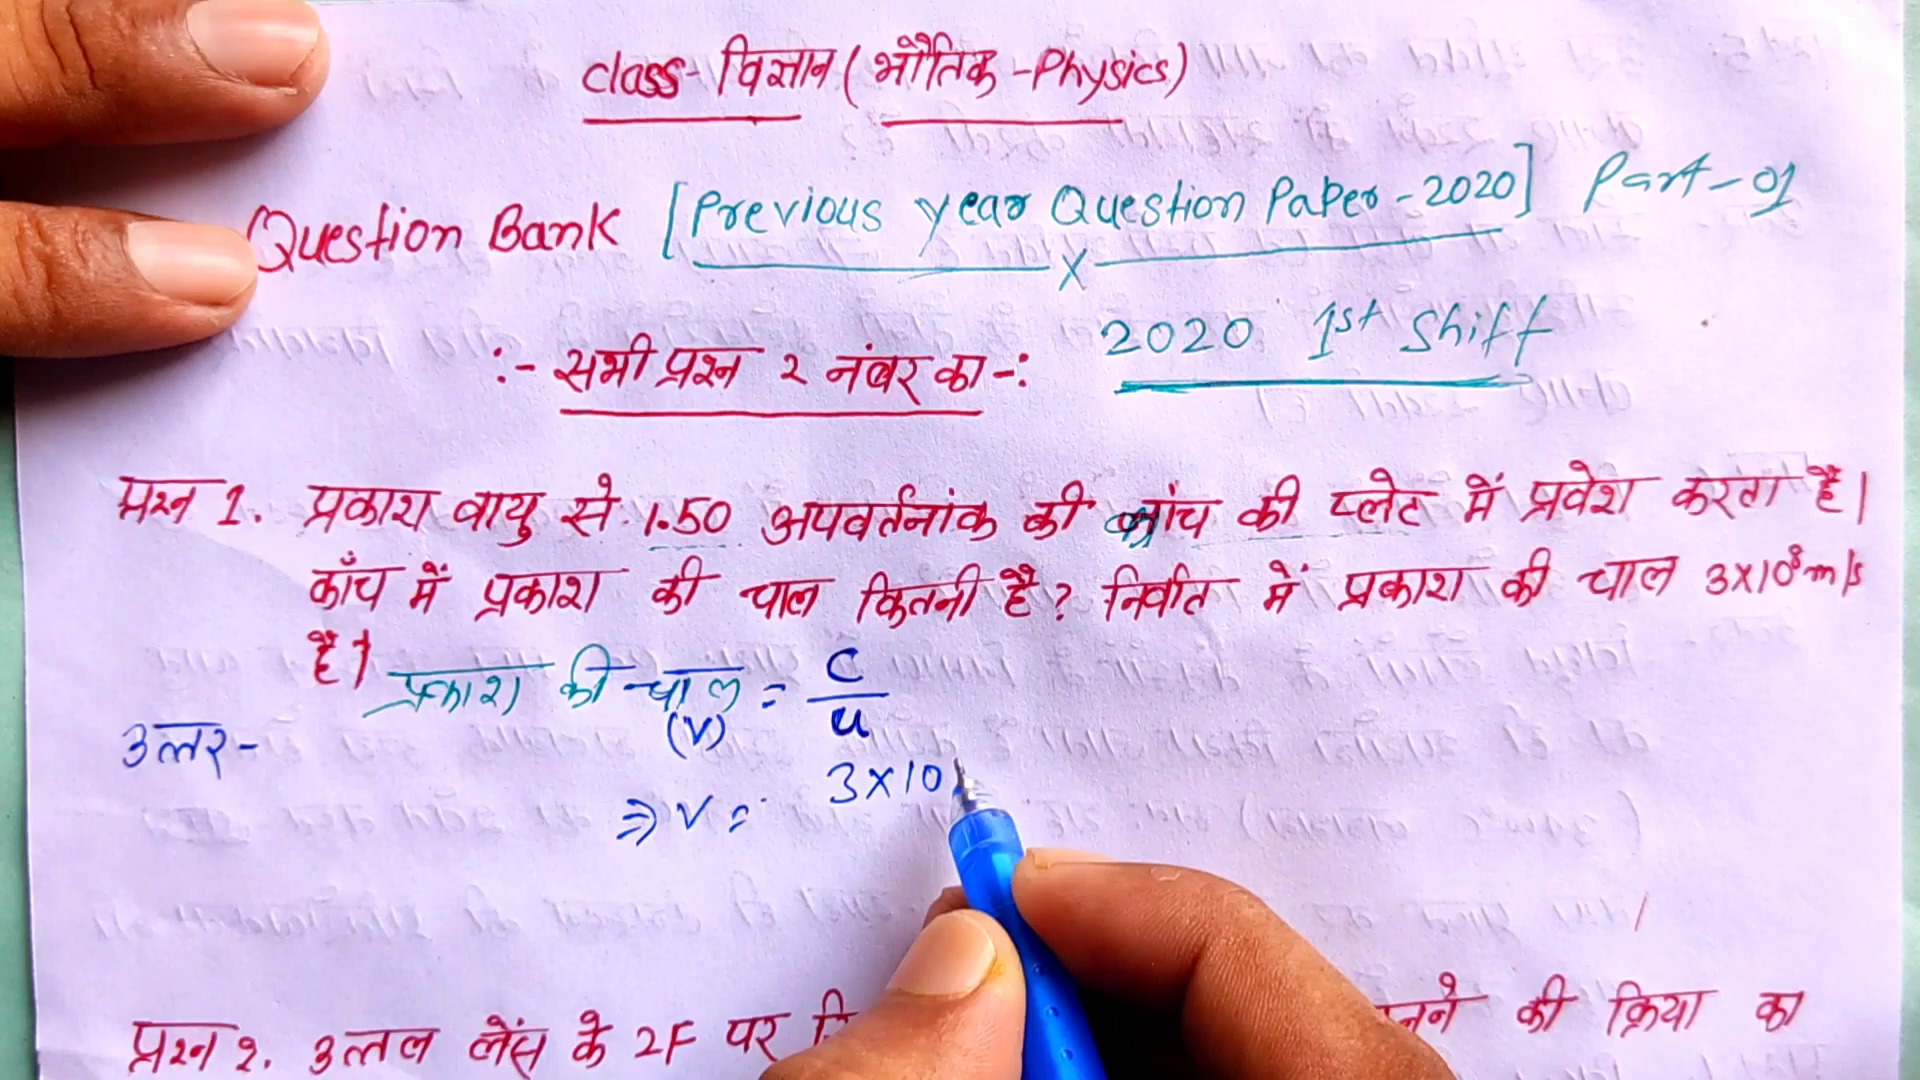 class-विज्ञान (भौतिक-Physics)
Question Bank [Previous year Question Paper-2020] Part-01
x
2020 1st Shift
:- सभी प्रश्न २ नंबर का -:
प्रश्न 1. प्रकाश वायु से 1.50 अपवर्तनांक की कांच की प्लेट में प्रवेश करता है।
काँच में प्रकाश की चाल कितनी है? निर्वात में प्रकाश की चाल 3x10⁸m/s
है।
प्रकाश की चाल (v) = c/u
उत्तर-
⇒ v = 3x10
प्रश्न २. उत्तल लेंस के 2F पर की क्रिया का